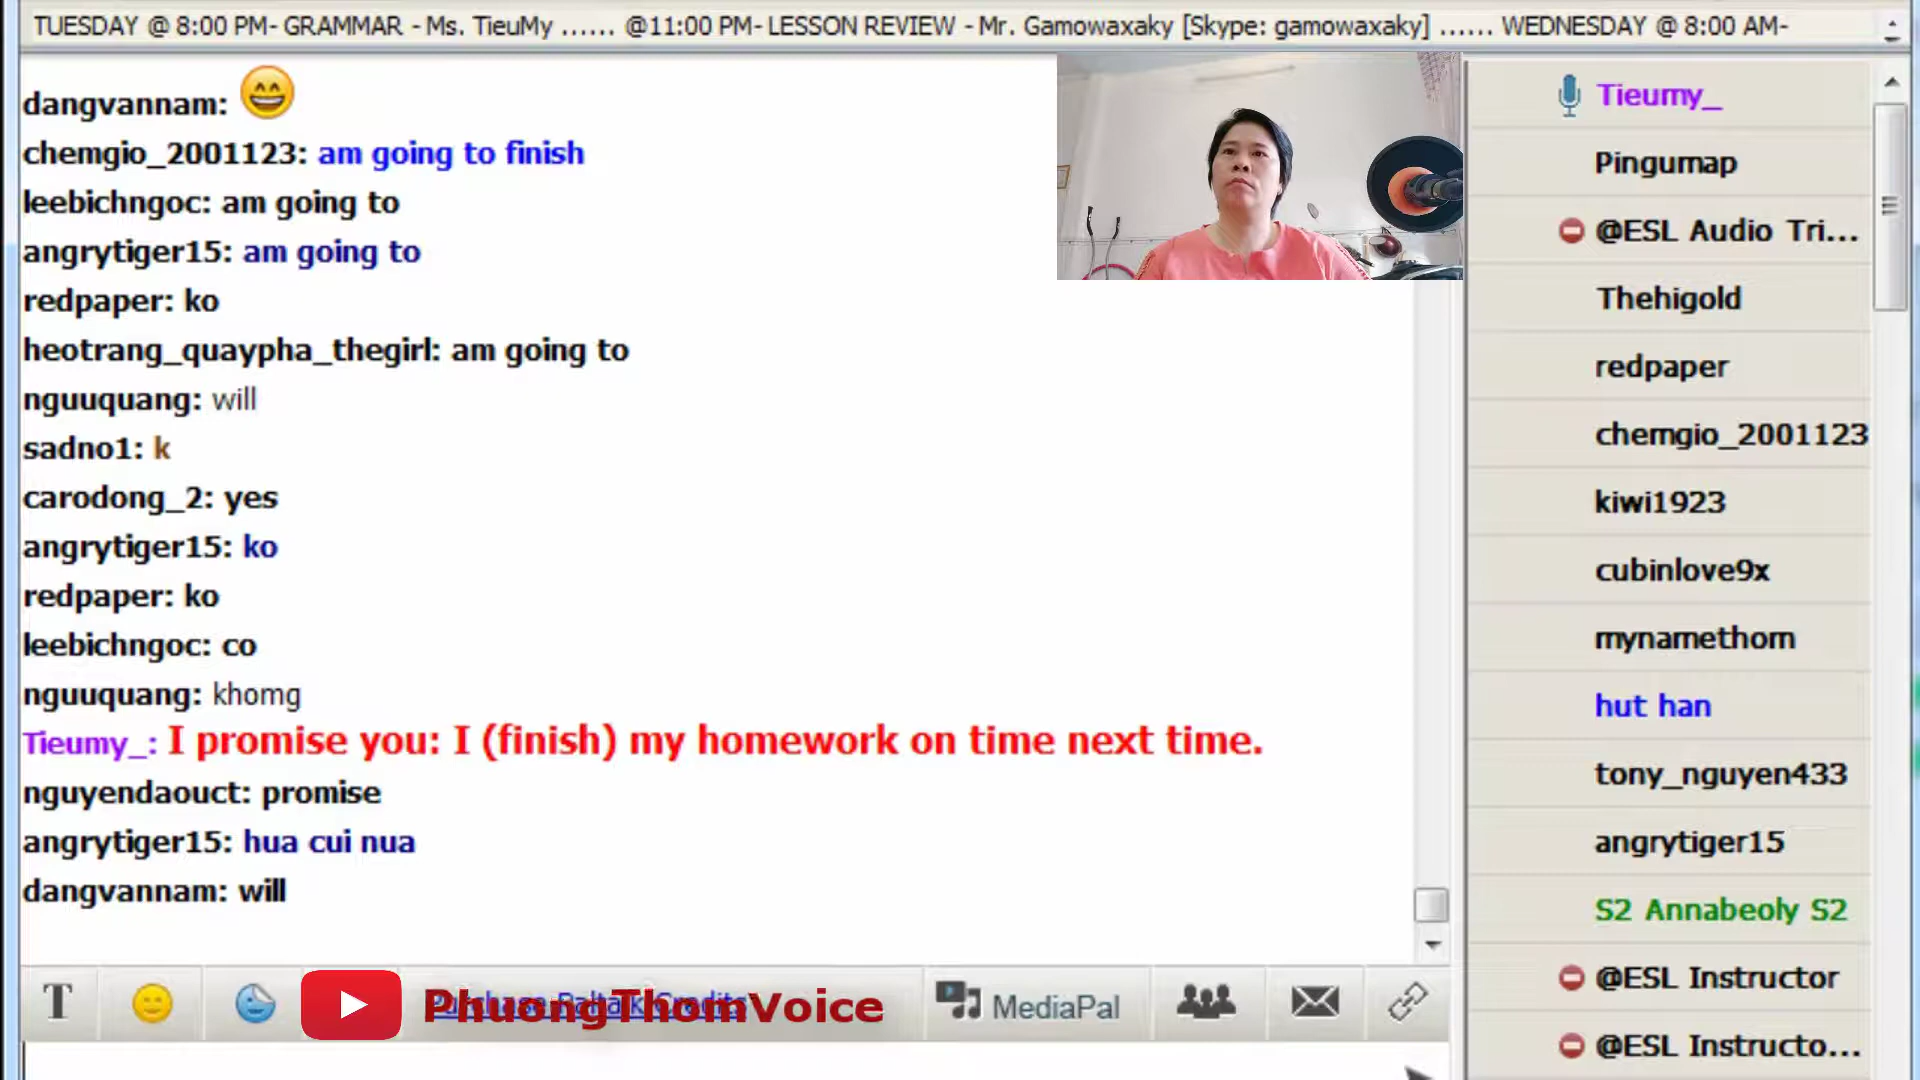 TUESDAY @ 8:00 PM- GRAMMAR - Ms. TieuMy ...... @11:00 PM- LESSON REVIEW - Mr. Gamowaxaky [Skype: gamowaxaky] ...... WEDNESDAY @ 8:00 AM-
dangvannam:
chemgio_2001123: am going to finish
leebichngoc: am going to
angrytiger15: am going to
redpaper: ko
heotrang_quaypha_thegirl: am going to
nguuquang: will
sadno1: k
carodong_2: yes
angrytiger15: ko
redpaper: ko
leebichngoc: co
nguuquang: khomg
Tieumy_: I promise you: I (finish) my homework on time next time.
nguyendaouct: promise
angrytiger15: hua cui nua
dangvannam: will
Tieumy_
Pingumap
@ESL Audio Tri...
Thehigold
redpaper
chemgio_2001123
kiwi1923
cubinlove9x
mynamethom
hut han
tony_nguyen433
angrytiger15
S2 Annabeoly S2
@ESL Instructor
@ESL Instructo...
T
Purchase Paltalk Credits
PhuongThomVoice
MediaPal